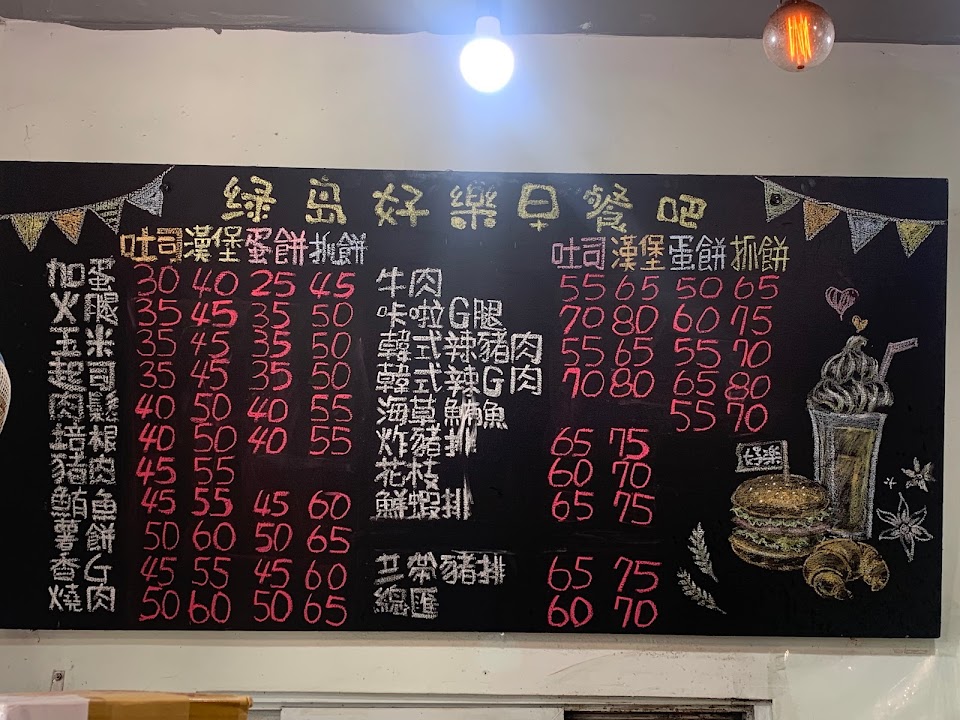 绿岛好樂早餐吧
吐司 漢堡 蛋餅 抓餅
加蛋 30 40 25 45
火腿 35 45 35 50
玉米 35 45 35 50
起司 35 45 35 50
肉鬆 40 50 40 55
培根 40 50 40 55
豬肉 45 55
鮪魚 45 55 45 60
薯餅 50 60 50 65
香G 45 55 45 60
燒肉 50 60 50 65
吐司 漢堡 蛋餅 抓餅
牛肉 55 65 50 65
咔啦G腿 70 80 60 75
韓式辣豬肉 55 65 55 70
韓式辣G肉 70 80 65 80
海草鮪魚 55 70
炸豬排 65 75
花枝 60 70
鮮蝦排 65 75
芝帶豬排 65 75
總匯 60 70
好樂